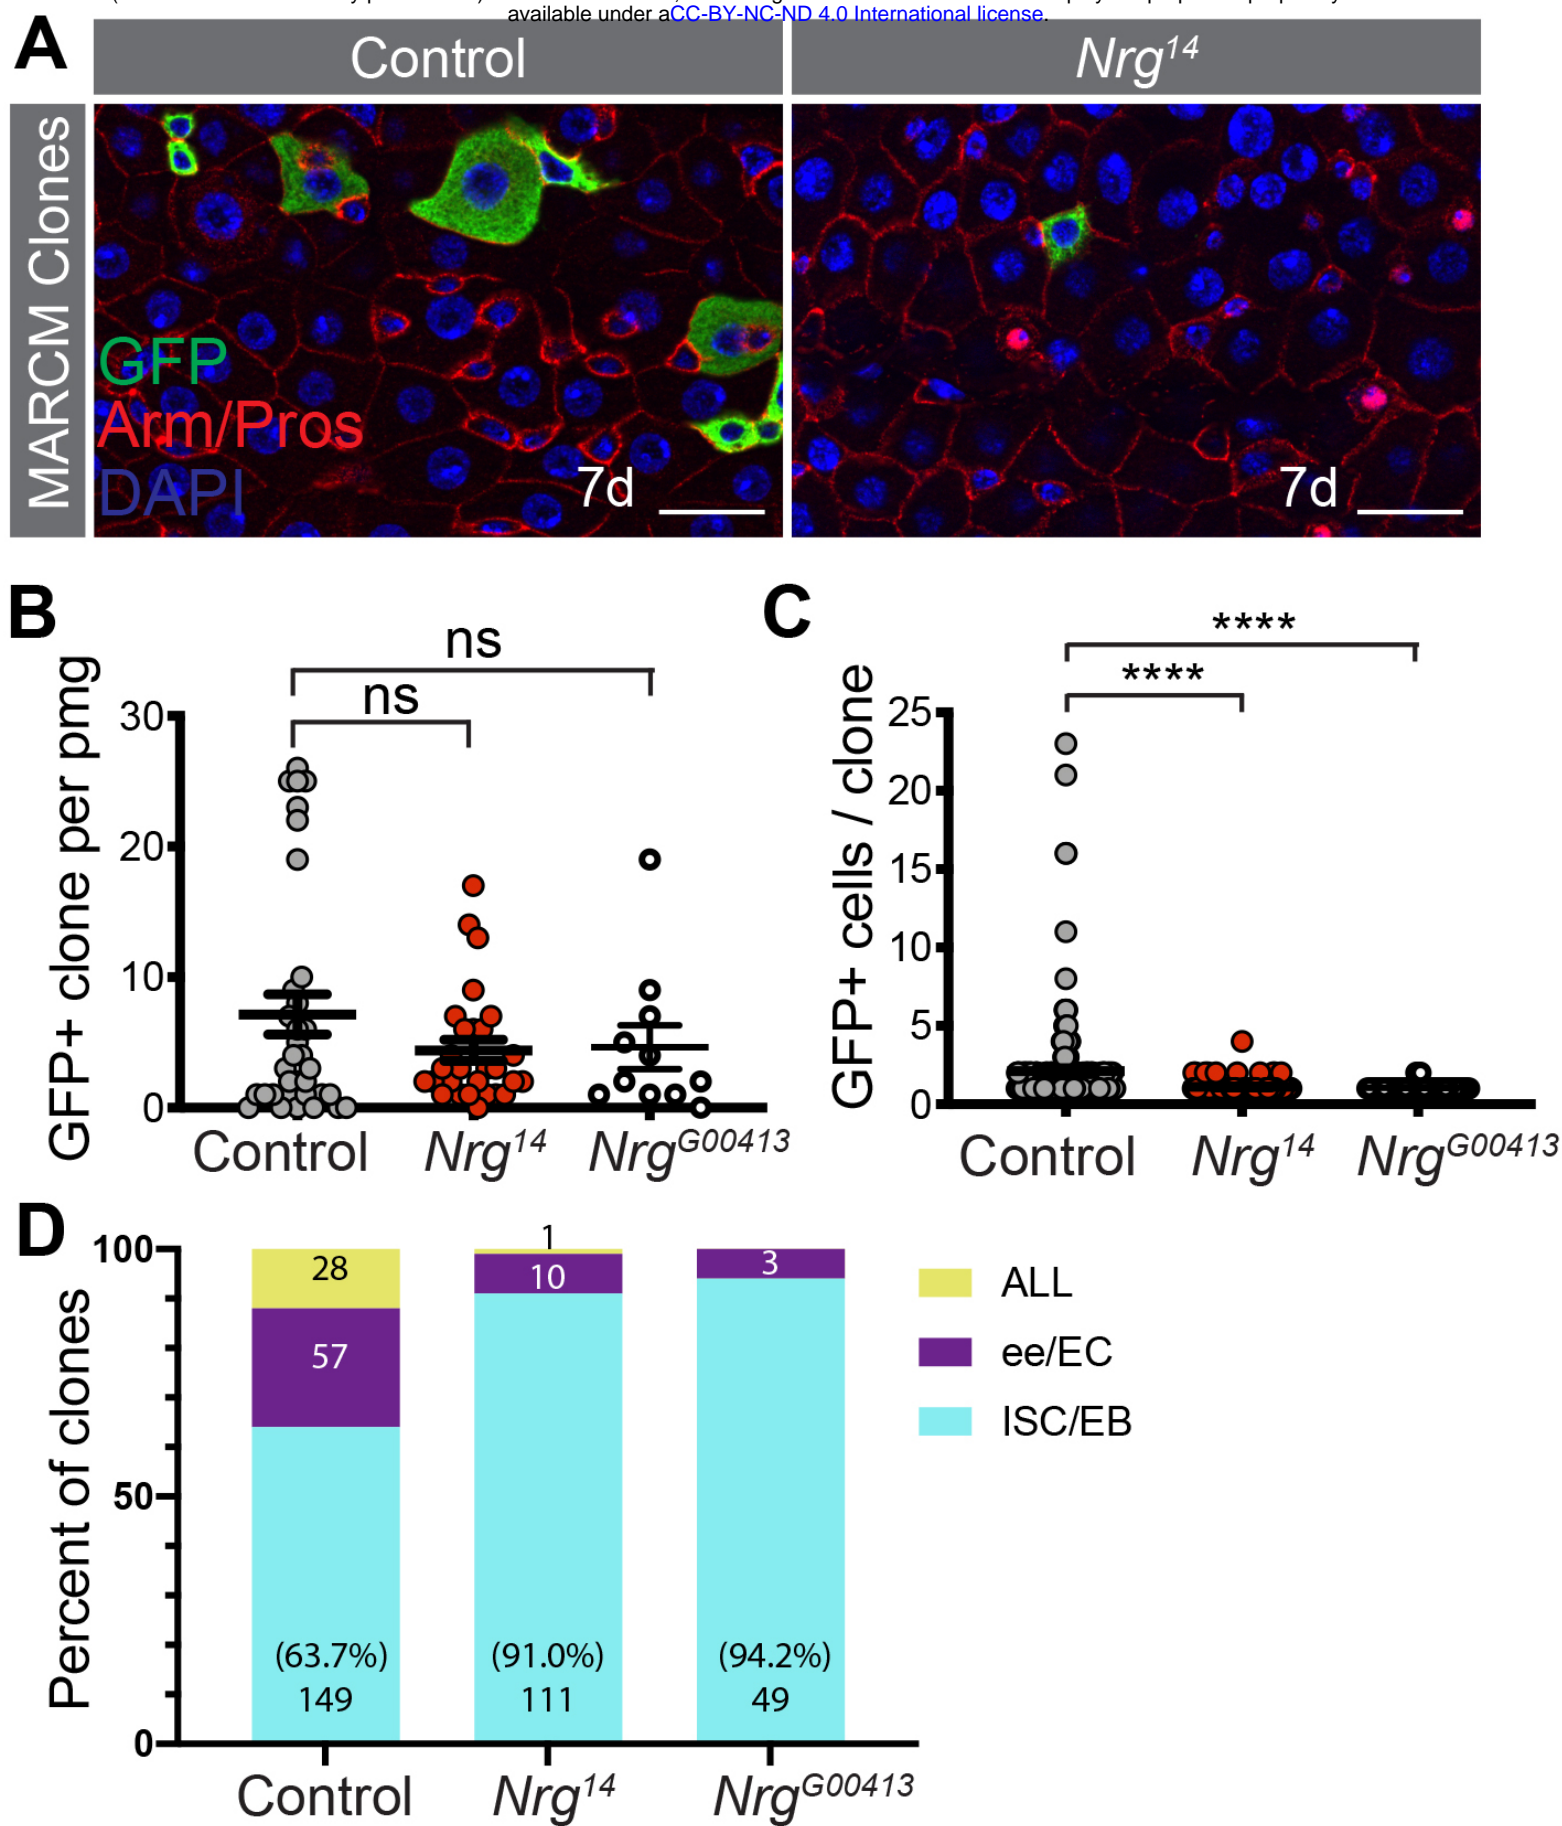 available under aCC-BY-NC-ND 4.0 International license.
A
Control
Nrg14
MARCM Clones
GFP
Arm/Pros
DAPI
7d
7d
B
GFP+ clone per pmg
ns
ns
30
20
10
0
Control
Nrg14
NrgG00413
C
GFP+ cells / clone
****
****
25
20
15
10
5
0
Control
Nrg14
NrgG00413
D
Percent of clones
100
50
0
28
57
(63.7%)
149
1
10
(91.0%)
111
3
(94.2%)
49
Control
Nrg14
NrgG00413
ALL
ee/EC
ISC/EB